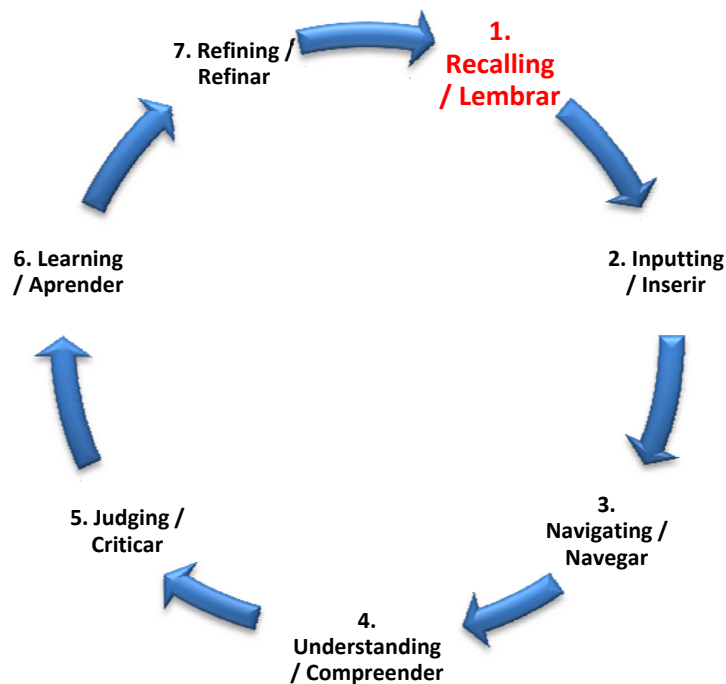 1.
Recalling
/ Lembrar
2. Inputting
/ Inserir
3.
Navigating /
Navegar
4.
Understanding
/ Compreender
5. Judging /
Criticar
6. Learning
/ Aprender
7. Refining /
Refinar